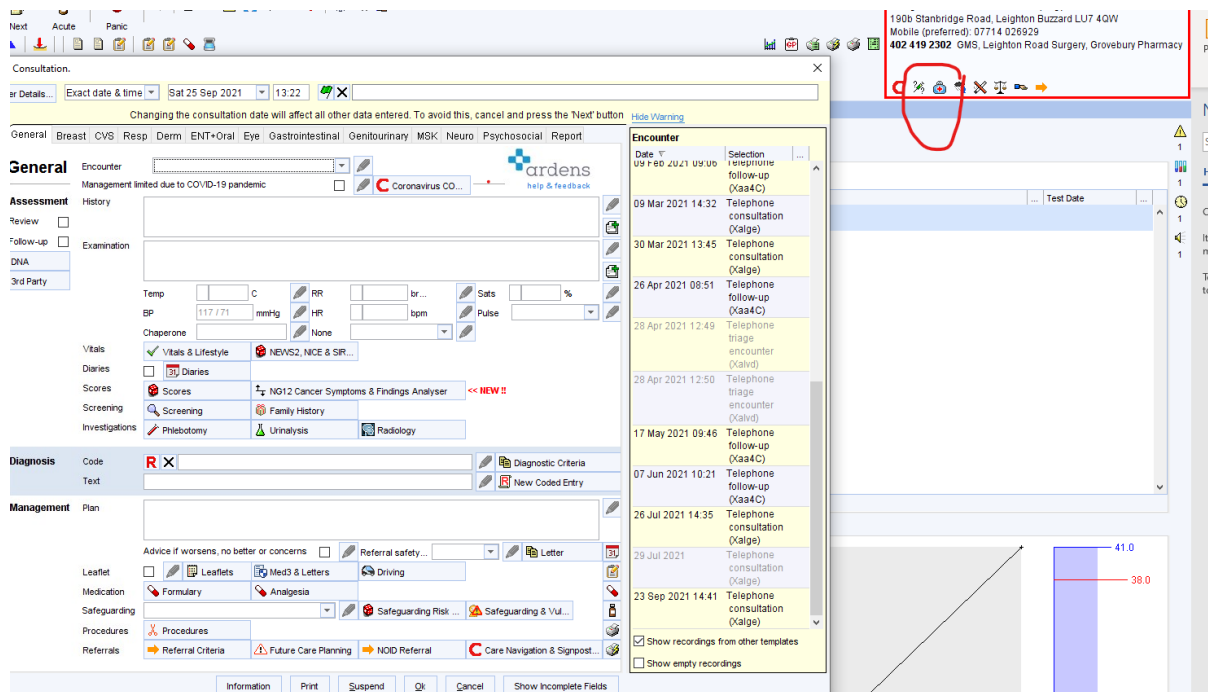 Next Acute Panic
190b Stanbridge Road, Leighton Buzzard LU7 4QW
Mobile (preferred): 07714 026929
402 419 2302 GMS, Leighton Road Surgery, Grovebury Pharmacy
Consultation.
er Details... Exact date & time Sat 25 Sep 2021 13:22
Changing the consultation date will affect all other data entered. To avoid this, cancel and press the 'Next' button
Hide Warning
General Breast CVS Resp Derm ENT+Oral Eye Gastrointestinal Genitourinary MSK Neuro Psychosocial Report
General
Encounter
ardens
help & feedback
Management limited due to COVID-19 pandemic
Coronavirus CO...
Assessment
History
Review
Follow-up
Examination
DNA
3rd Party
Temp C RR br... Sats %
BP 117 / 71 mmHg HR bpm Pulse
Chaperone None
Vitals Vitals & Lifestyle NEWS2, NICE & SIR...
Diaries 31 Diaries
Scores Scores NG12 Cancer Symptoms & Findings Analyser << NEW !!
Screening Screening Family History
Investigations Phlebotomy Urinalysis Radiology
Diagnosis Code R Diagnostic Criteria
Text R New Coded Entry
Management Plan
Advice if worsens, no better or concerns Referral safety... Letter 31
Leaflet Leaflets Med3 & Letters Driving
Medication Formulary Analgesia
Safeguarding Safeguarding Risk ... Safeguarding & Vul...
Procedures Procedures
Referrals Referral Criteria Future Care Planning NOID Referral Care Navigation & Signpost...
Information Print Suspend Ok Cancel Show Incomplete Fields
Encounter
Date Selection ...
09 Feb 2021 09:06 Telephone
follow-up
(Xaa4C)
09 Mar 2021 14:32 Telephone
consultation
(Xalge)
30 Mar 2021 13:45 Telephone
consultation
(Xalge)
26 Apr 2021 08:51 Telephone
follow-up
(Xaa4C)
28 Apr 2021 12:49 Telephone
triage
encounter
(Xalvd)
28 Apr 2021 12:50 Telephone
triage
encounter
(Xalvd)
17 May 2021 09:46 Telephone
follow-up
(Xaa4C)
07 Jun 2021 10:21 Telephone
follow-up
(Xaa4C)
26 Jul 2021 14:35 Telephone
consultation
(Xalge)
29 Jul 2021 Telephone
consultation
(Xalge)
23 Sep 2021 14:41 Telephone
consultation
(Xalge)
Show recordings from other templates
Show empty recordings
... Test Date ...
1
1
1
1
41.0
38.0